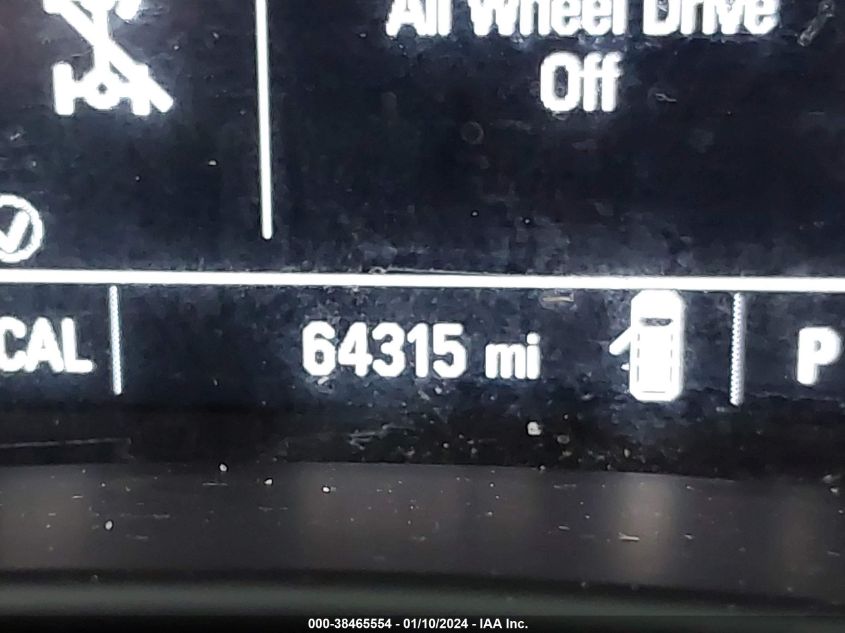 All Wheel Drive
Off
CAL
64315 mi
P
000-38465554 - 01/10/2024 - IAA Inc.